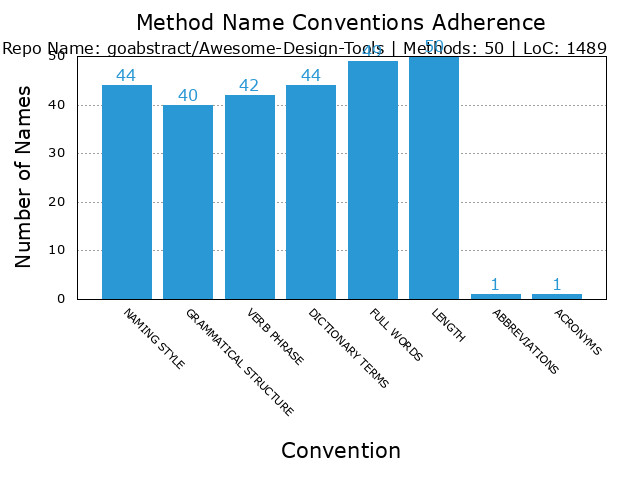 Method Name Conventions Adherence
Repo Name: goabstract/Awesome-Design-Tools | Methods: 50 | LoC: 1489
Number of Names
50
40
30
20
10
0
44
40
42
44
49
50
1
1
NAMING STYLE
GRAMMATICAL STRUCTURE
VERB PHRASE
DICTIONARY TERMS
FULL WORDS
LENGTH
ABBREVIATIONS
ACRONYMS
Convention